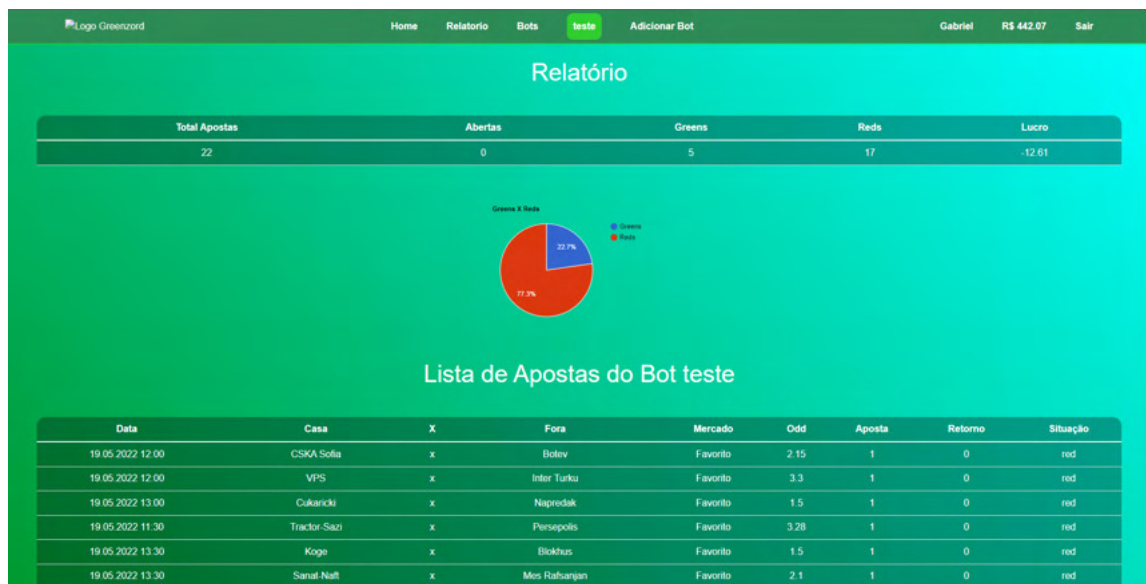 Logo Greenzord Home Relatorio Bots teste Adicionar Bot Gabriel R$ 442.07 Sair
Relatório
Total Apostas Abertas Greens Reds Lucro
22 0 5 17 -12.61
Greens X Reds
Greens
Reds
22.7%
77.3%
Lista de Apostas do Bot teste
Data Casa X Fora Mercado Odd Aposta Retorno Situação
19.05.2022 12:00 CSKA Sofia x Botev Favorito 2.15 1 0 red
19.05.2022 12:00 VPS x Inter Turku Favorito 3.3 1 0 red
19.05.2022 13:00 Cukaricki x Napredak Favorito 1.5 1 0 red
19.05.2022 11:30 Tractor-Sazi x Persepolis Favorito 3.28 1 0 red
19.05.2022 13:30 Koge x Blokhus Favorito 1.5 1 0 red
19.05.2022 13:30 Sanat-Naft x Mes Rafsanjan Favorito 2.1 1 0 red